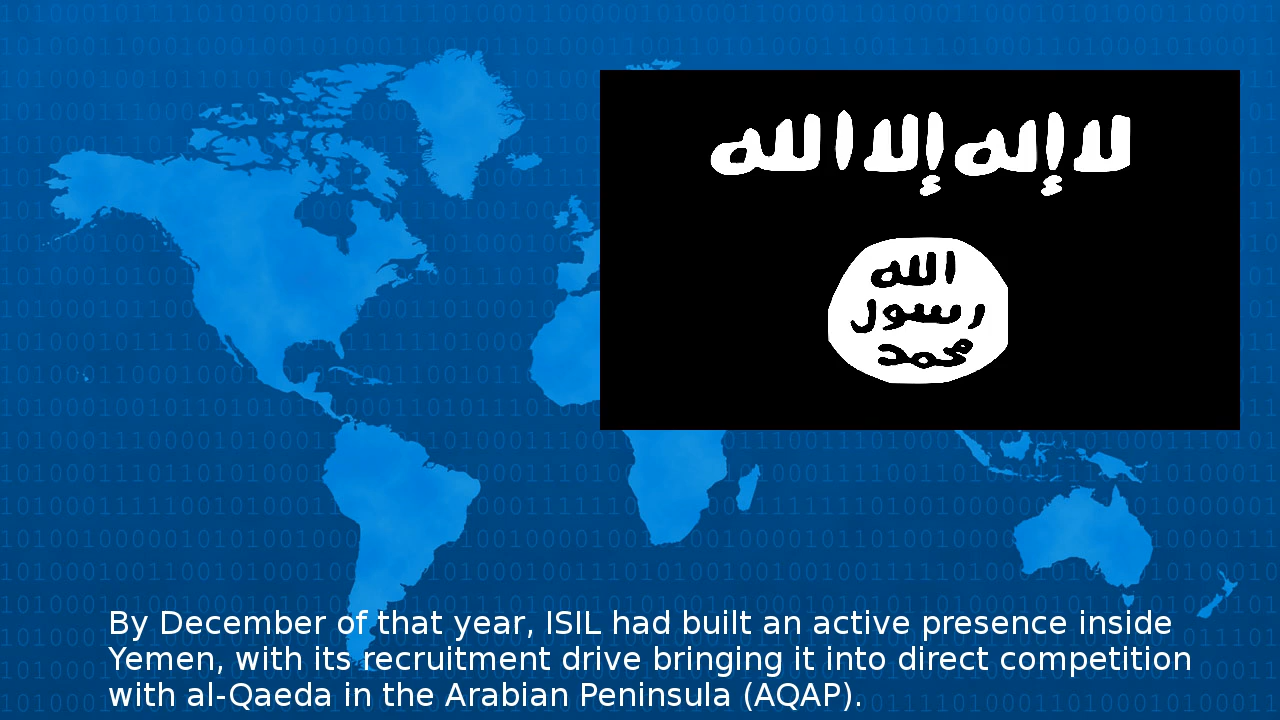 لا إله إلا الله
الله
رسول
محمد
By December of that year, ISIL had built an active presence inside
Yemen, with its recruitment drive bringing it into direct competition
with al-Qaeda in the Arabian Peninsula (AQAP).